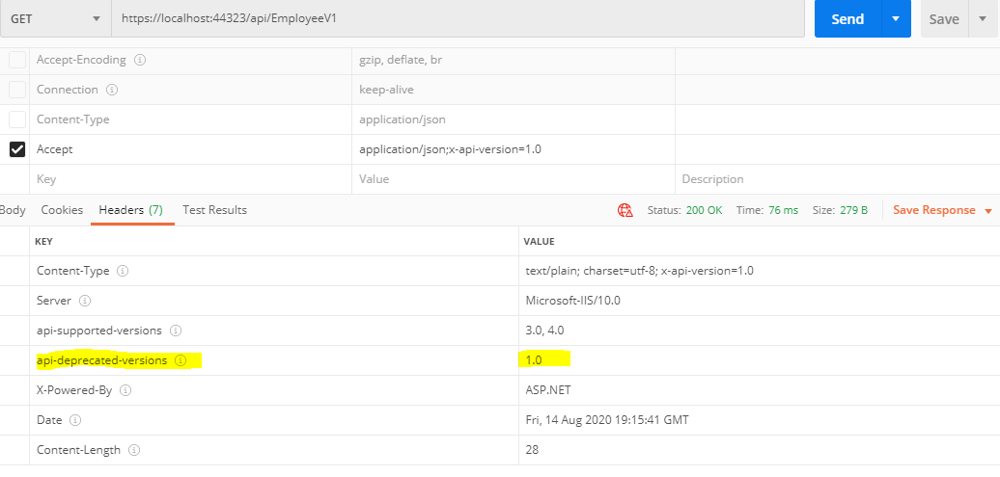 GET https://localhost:44323/api/EmployeeV1 Send Save
Accept-Encoding gzip, deflate, br
Connection keep-alive
Content-Type application/json
Accept application/json;x-api-version=1.0
Key Value Description
Body Cookies Headers (7) Test Results Status: 200 OK Time: 76 ms Size: 279 B Save Response
KEY VALUE
Content-Type text/plain; charset=utf-8; x-api-version=1.0
Server Microsoft-IIS/10.0
api-supported-versions 3.0, 4.0
api-deprecated-versions 1.0
X-Powered-By ASP.NET
Date Fri, 14 Aug 2020 19:15:41 GMT
Content-Length 28